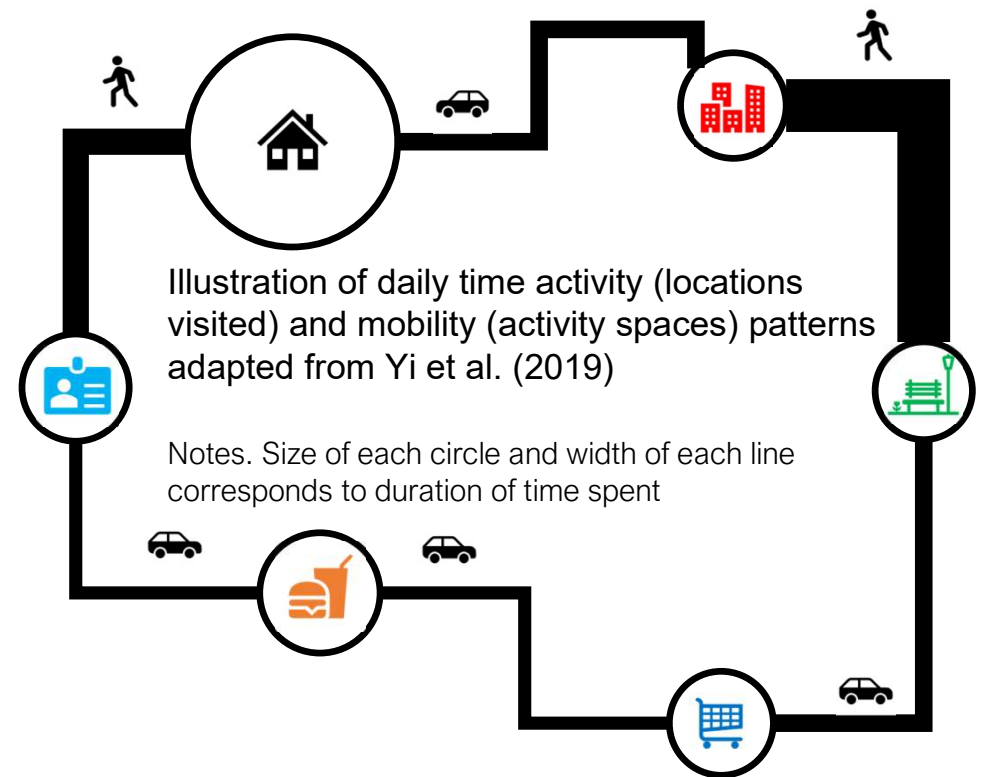 Illustration of daily time activity (locations
visited) and mobility (activity spaces) patterns
adapted from Yi et al. (2019)
Notes. Size of each circle and width of each line
corresponds to duration of time spent